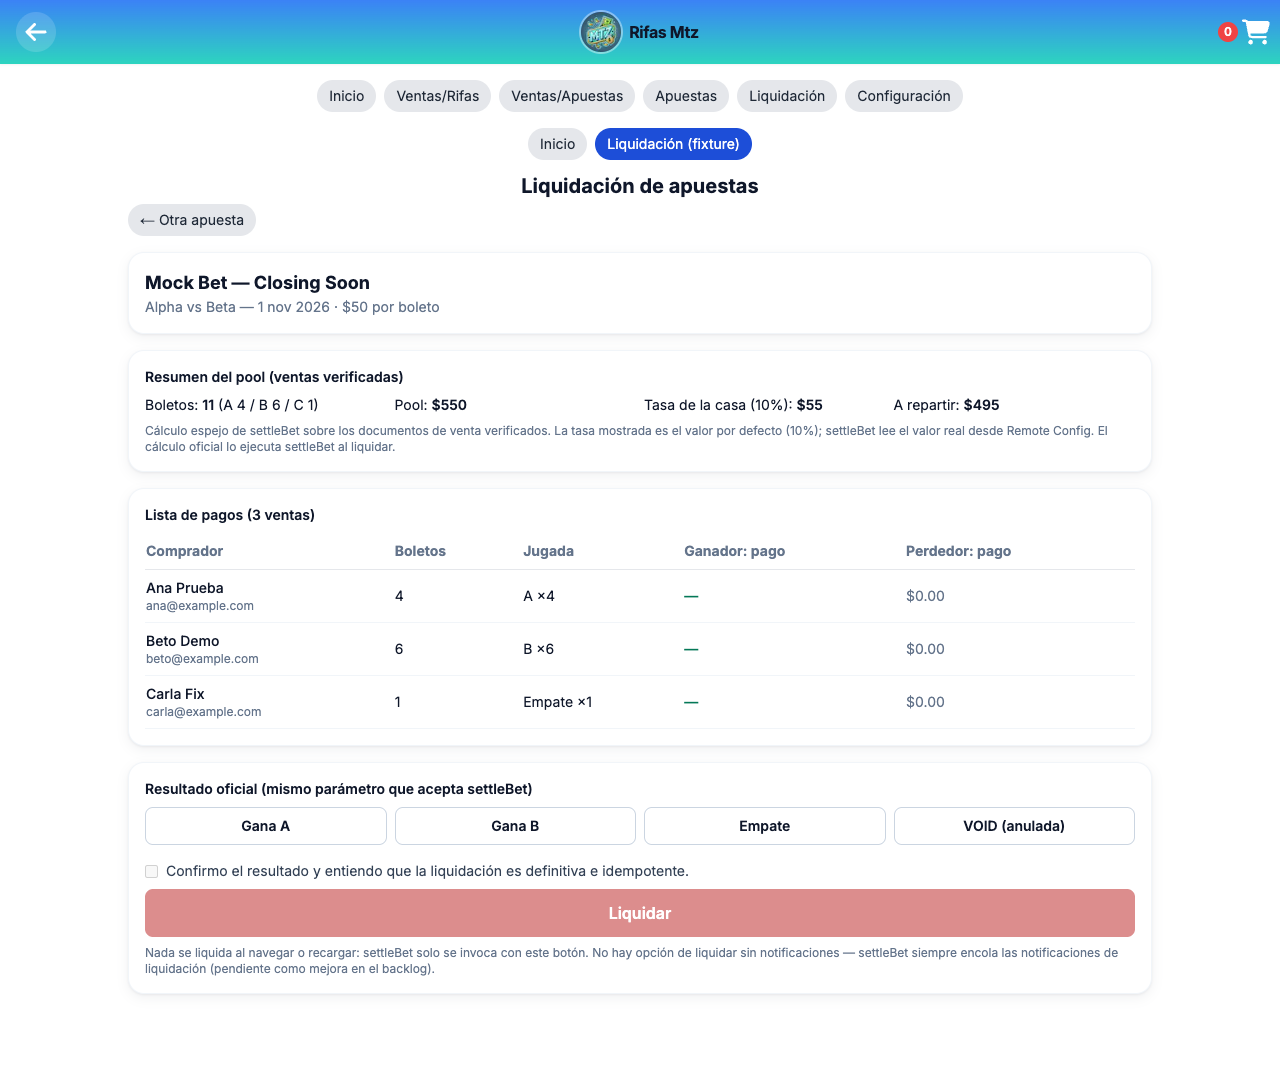 MTZ
Rifas Mtz
0
Inicio Ventas/Rifas Ventas/Apuestas Apuestas Liquidación Configuración
Inicio Liquidación (fixture)
Liquidación de apuestas
← Otra apuesta
Mock Bet — Closing Soon
Alpha vs Beta — 1 nov 2026 · $50 por boleto
Resumen del pool (ventas verificadas)
Boletos: 11 (A 4 / B 6 / C 1) Pool: $550 Tasa de la casa (10%): $55 A repartir: $495
Cálculo espejo de settleBet sobre los documentos de venta verificados. La tasa mostrada es el valor por defecto (10%); settleBet lee el valor real desde Remote Config. El
cálculo oficial lo ejecuta settleBet al liquidar.
Lista de pagos (3 ventas)
Comprador Boletos Jugada Ganador: pago Perdedor: pago
Ana Prueba
ana@example.com
4 A ×4 — $0.00
Beto Demo
beto@example.com
6 B ×6 — $0.00
Carla Fix
carla@example.com
1 Empate ×1 — $0.00
Resultado oficial (mismo parámetro que acepta settleBet)
Gana A Gana B Empate VOID (anulada)
Confirmo el resultado y entiendo que la liquidación es definitiva e idempotente.
Liquidar
Nada se liquida al navegar o recargar: settleBet solo se invoca con este botón. No hay opción de liquidar sin notificaciones — settleBet siempre encola las notificaciones de
liquidación (pendiente como mejora en el backlog).